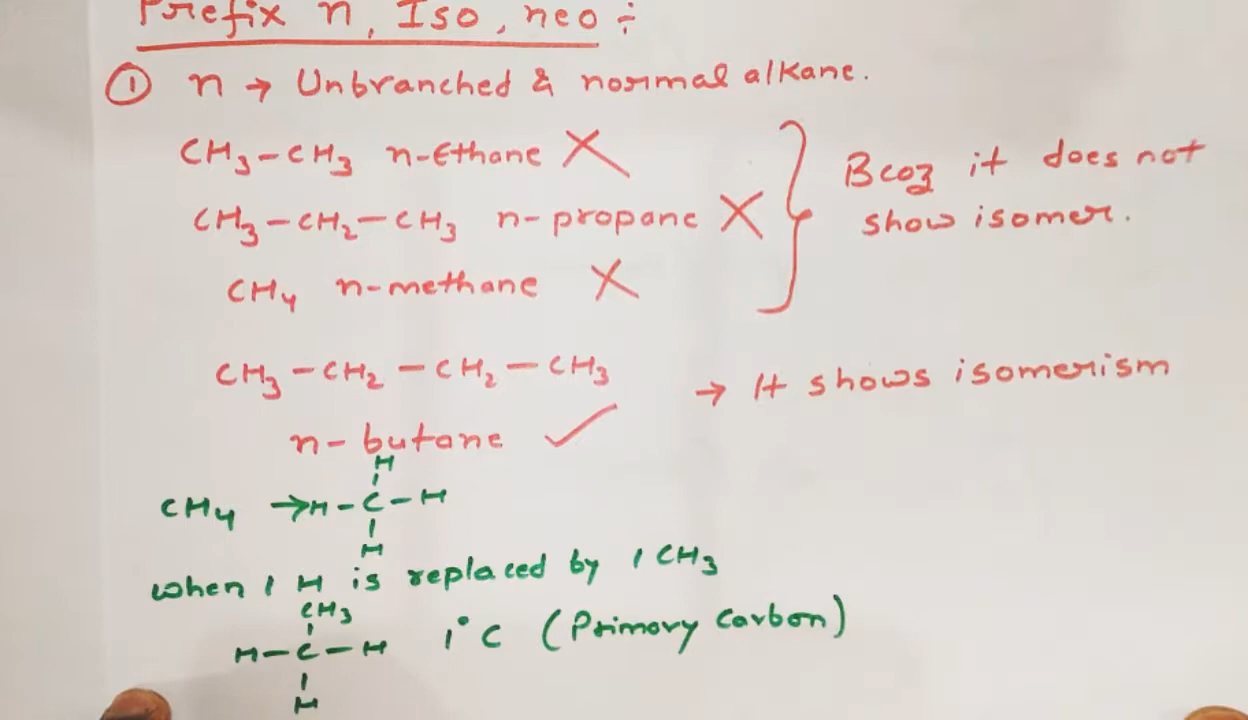 Prefix n, Iso, neo ÷
① n → Unbranched & normal alkane.
CH₃-CH₃ n-Ethane ✗
CH₃-CH₂-CH₃ n-propane ✗
CH₄ n-methane ✗
Bcoz it does not
show isomer.
CH₃-CH₂-CH₂-CH₃
n-butane ✓
→ It shows isomerism
H
CH₄ → H-C-H
H
when 1 H is replaced by 1 CH₃
CH₃
H-C-H 1°C (Primary Carbon)
H